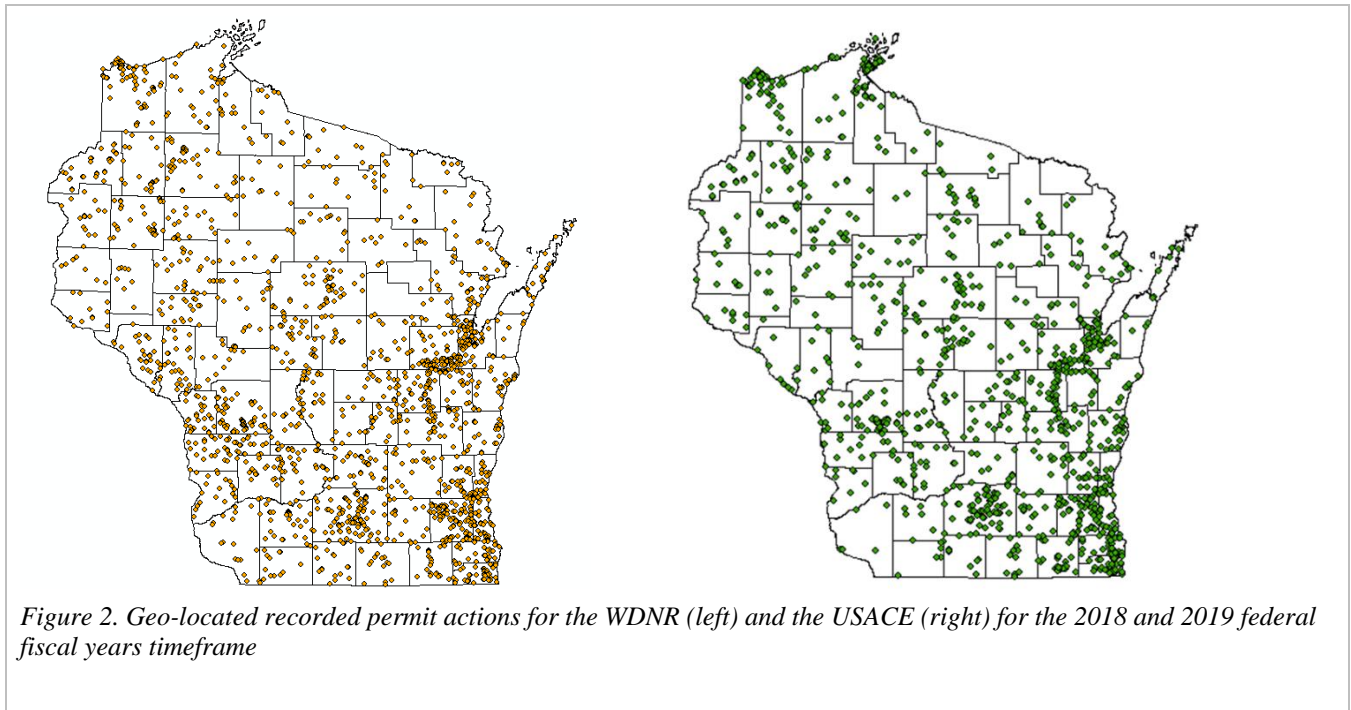 Figure 2. Geo-located recorded permit actions for the WDNR (left) and the USACE (right) for the 2018 and 2019 federal
fiscal years timeframe